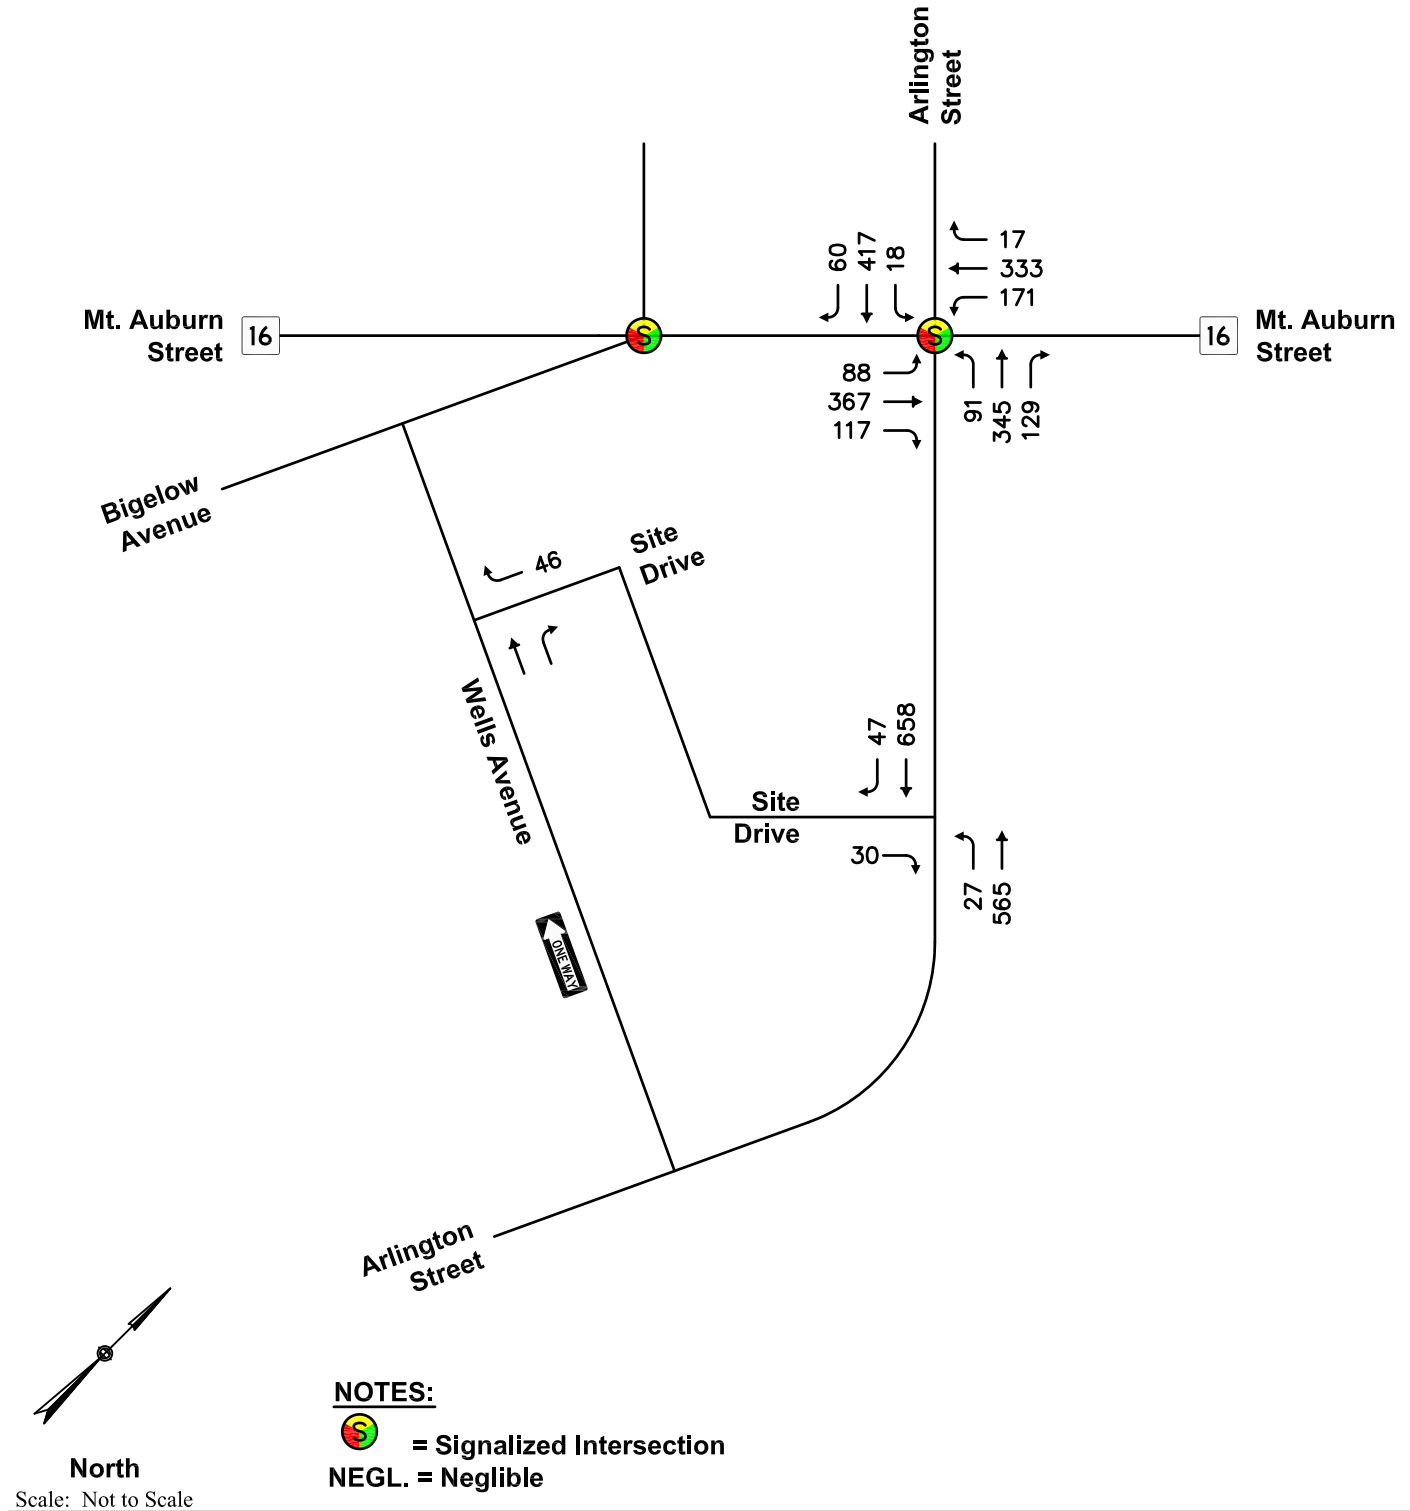 Arlington
Street
60
417
18
17
333
171
Mt. Auburn
Street
16
S
S
16
Mt. Auburn
Street
88
367
117
91
345
129
Bigelow
Avenue
46
Site
Drive
Wells Avenue
47
658
Site
Drive
30
27
565
ONE WAY
Arlington
Street
North
Scale: Not to Scale
NOTES:
S = Signalized Intersection
NEGL. = Neglible